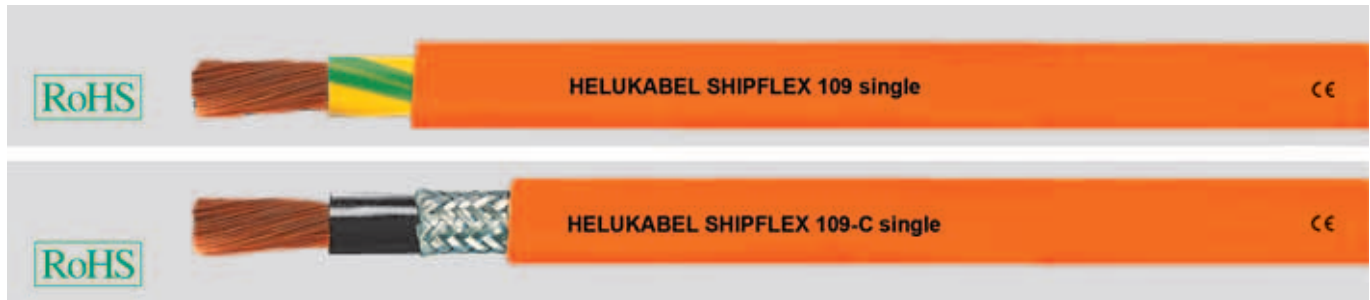 RoHS
HELUKABEL SHIPFLEX 109 single
CE
RoHS
HELUKABEL SHIPFLEX 109-C single
CE